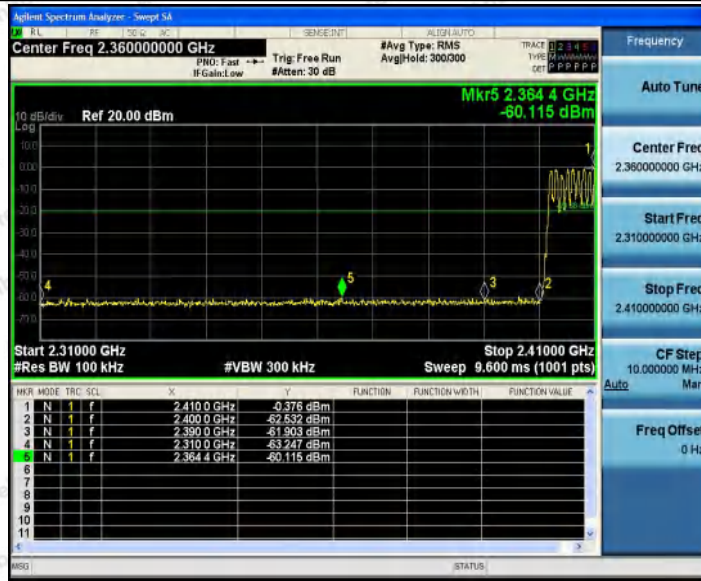 Agilent Spectrum Analyzer - Swept SA
RL RF 50 Ω AC SENSE:INT ALIGN AUTO
Center Freq 2.360000000 GHz
PNO: Fast
IFGain:Low
Trig: Free Run
#Atten: 30 dB
#Avg Type: RMS
Avg|Hold: 300/300
TRACE 1 2 3 4 5 6
TYPE
DET P P P P P P
Mkr5 2.364 4 GHz
-60.115 dBm
10 dB/div Ref 20.00 dBm
Log
10.0
0.00
-10.0
-20.0
-30.0
-40.0
-50.0
-60.0
-70.0
1
2
3
4
5
Start 2.31000 GHz
Stop 2.41000 GHz
#Res BW 100 kHz
#VBW 300 kHz
Sweep 9.600 ms (1001 pts)
MKR MODE TRC SCL X Y FUNCTION FUNCTION WIDTH FUNCTION VALUE
1 N 1 f 2.410 0 GHz -0.376 dBm
2 N 1 f 2.400 0 GHz -62.532 dBm
3 N 1 f 2.390 0 GHz -61.903 dBm
4 N 1 f 2.310 0 GHz -63.247 dBm
5 N 1 f 2.364 4 GHz -60.115 dBm
6
7
8
9
10
11
MSG STATUS
Frequency
Auto Tune
Center Freq
2.360000000 GHz
Start Freq
2.310000000 GHz
Stop Freq
2.410000000 GHz
CF Step
10.000000 MHz
Auto Man
Freq Offset
0 Hz